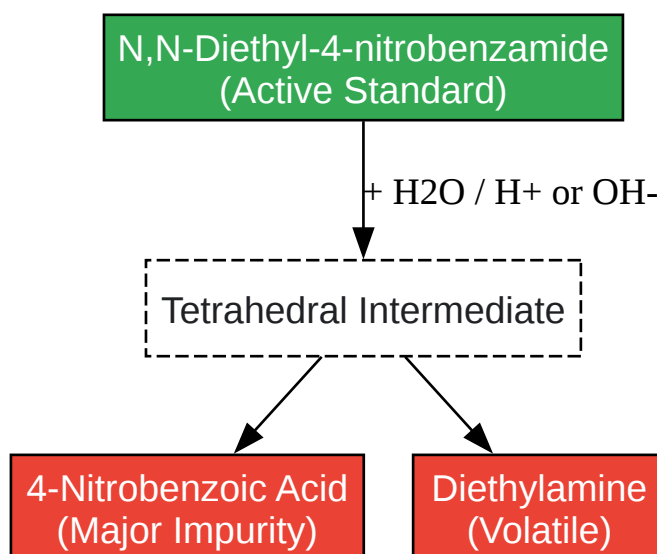 N,N-Diethyl-4-nitrobenzamide
(Active Standard)
+ H2O / H+ or OH-
Tetrahedral Intermediate
4-Nitrobenzoic Acid
(Major Impurity)
Diethylamine
(Volatile)